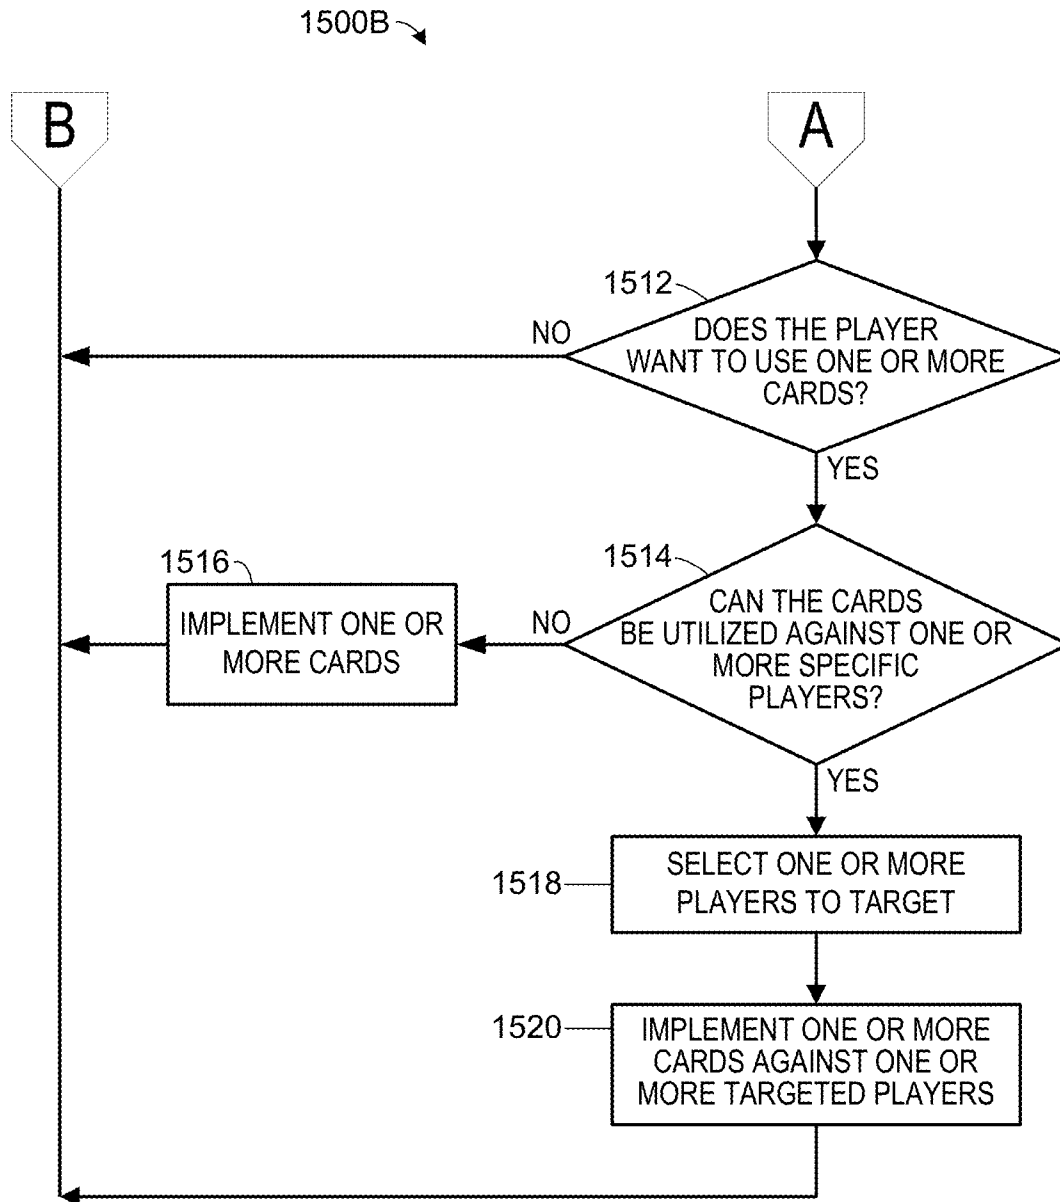 1500B
B
A
1512
DOES THE PLAYER
WANT TO USE ONE OR MORE
CARDS?
NO
YES
1514
CAN THE CARDS
BE UTILIZED AGAINST ONE OR
MORE SPECIFIC
PLAYERS?
NO
1516
IMPLEMENT ONE OR
MORE CARDS
YES
1518
SELECT ONE OR MORE
PLAYERS TO TARGET
1520
IMPLEMENT ONE OR MORE
CARDS AGAINST ONE OR
MORE TARGETED PLAYERS